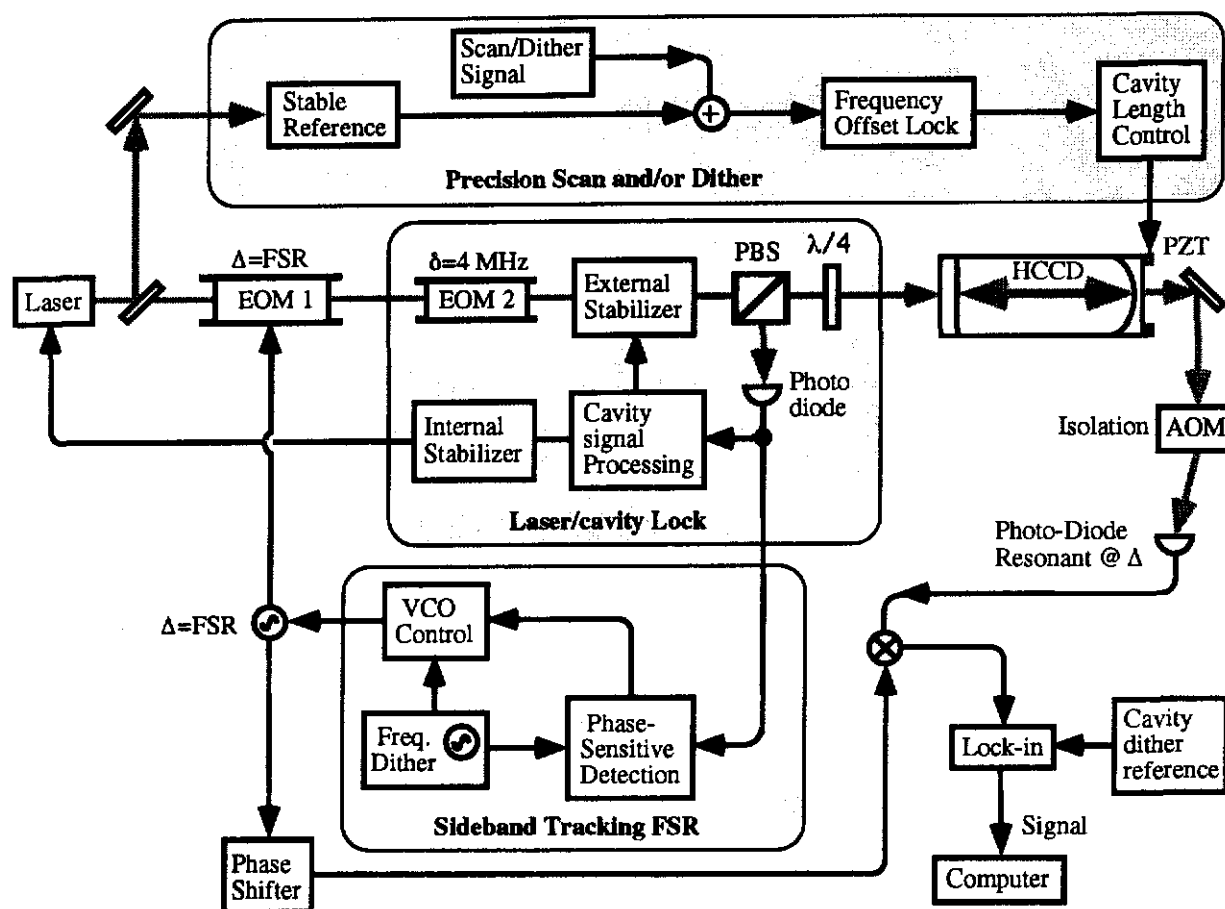 Scan/Dither
Signal
Stable
Reference
+
Frequency
Offset Lock
Cavity
Length
Control
Precision Scan and/or Dither
Laser
Δ=FSR
EOM 1
δ=4 MHz
EOM 2
External
Stabilizer
PBS
λ/4
HCCD
PZT
Internal
Stabilizer
Cavity
signal
Processing
Photo
diode
Laser/cavity Lock
Isolation
AOM
Photo-Diode
Resonant @ Δ
Δ=FSR
VCO
Control
Freq.
Dither
Phase-
Sensitive
Detection
Sideband Tracking FSR
Lock-in
Cavity
dither
reference
Signal
Computer
Phase
Shifter